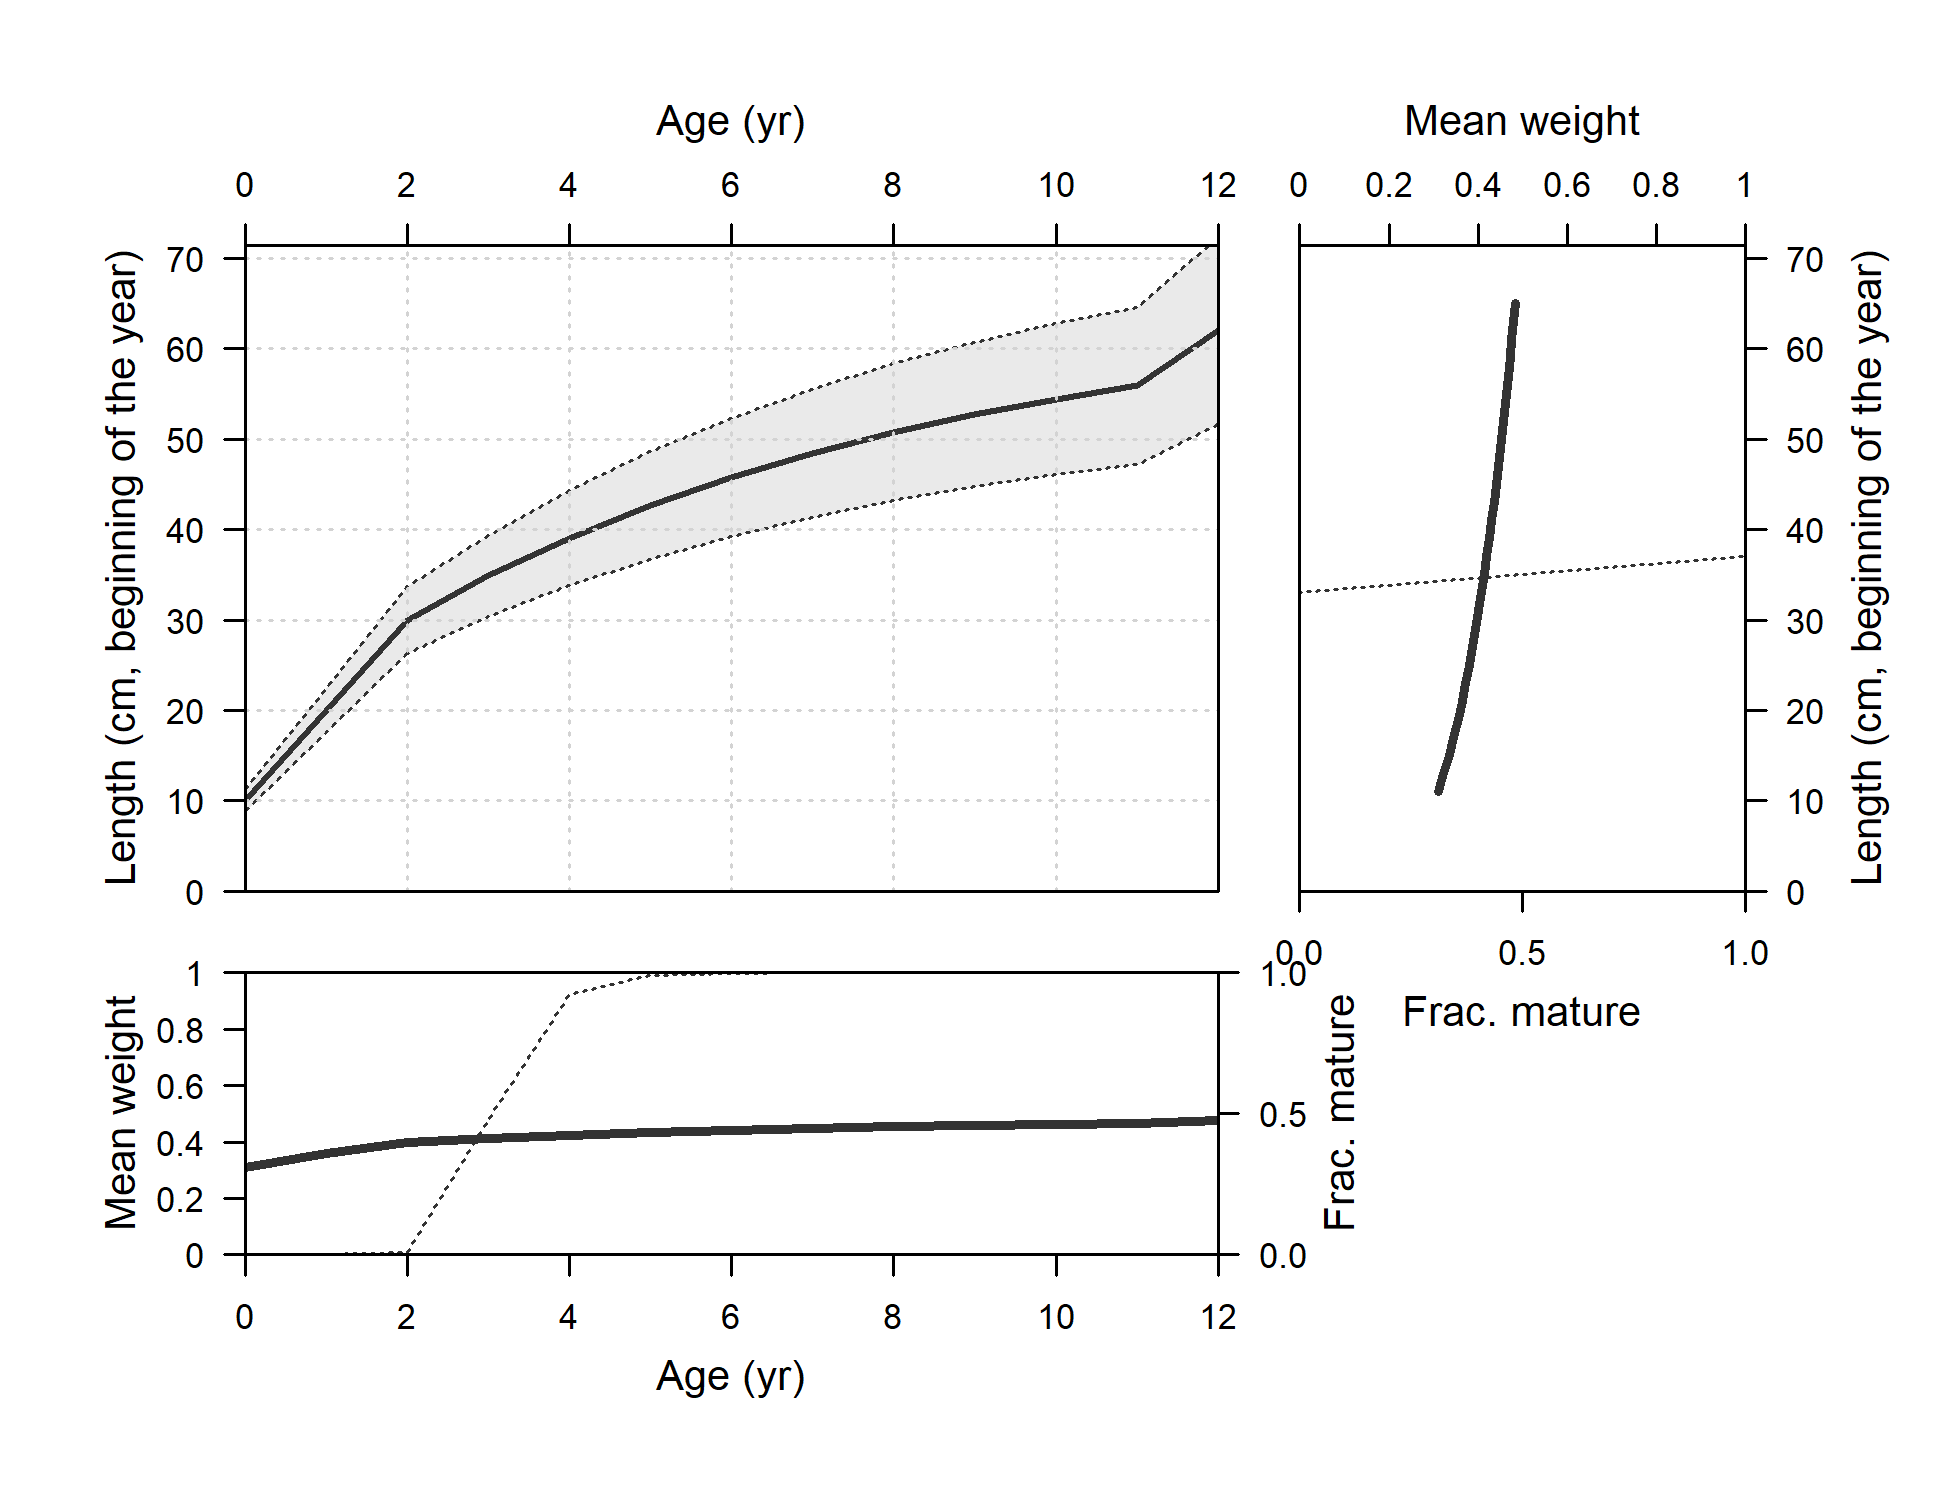 Age (yr)
0 2 4 6 8 10 12
Length (cm, beginning of the year)
70
60
50
40
30
20
10
0
Mean weight
0 0.2 0.4 0.6 0.8 1
70
60
50
40
30
20
10
0
Length (cm, beginning of the year)
0.0 0.5 1.0
Frac. mature
Mean weight
1
0.8
0.6
0.4
0.2
0
1.0
0.5
0.0
Frac. mature
0 2 4 6 8 10 12
Age (yr)